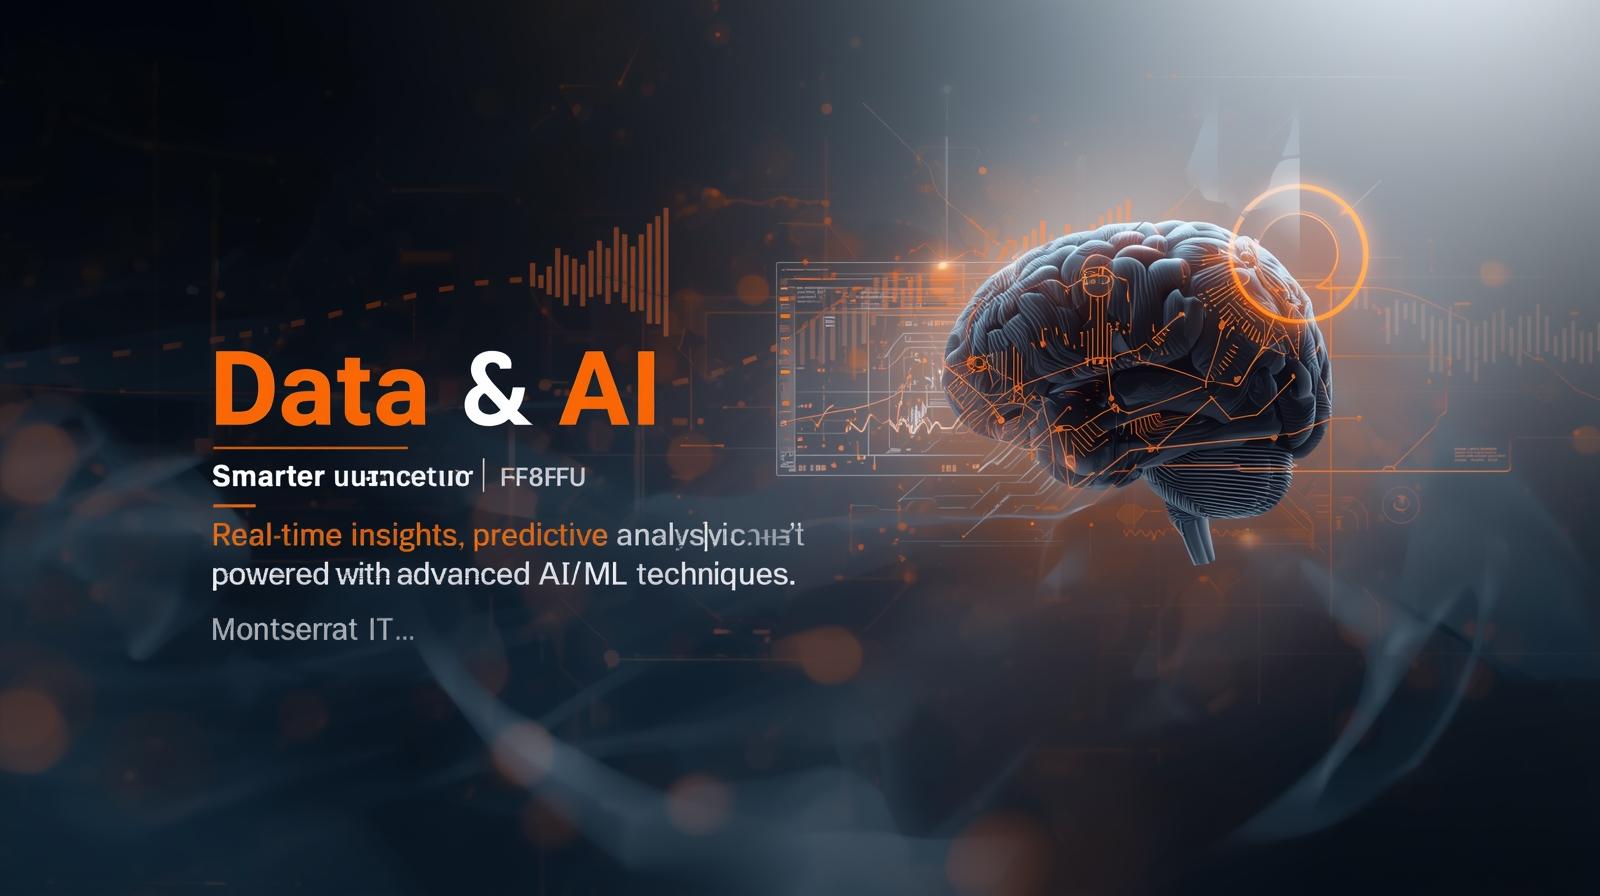 Data & AI
Smarter | FF8FFU
Real-time insights, predictive
powered with advanced AI/ML techniques.
Montserrat IT...